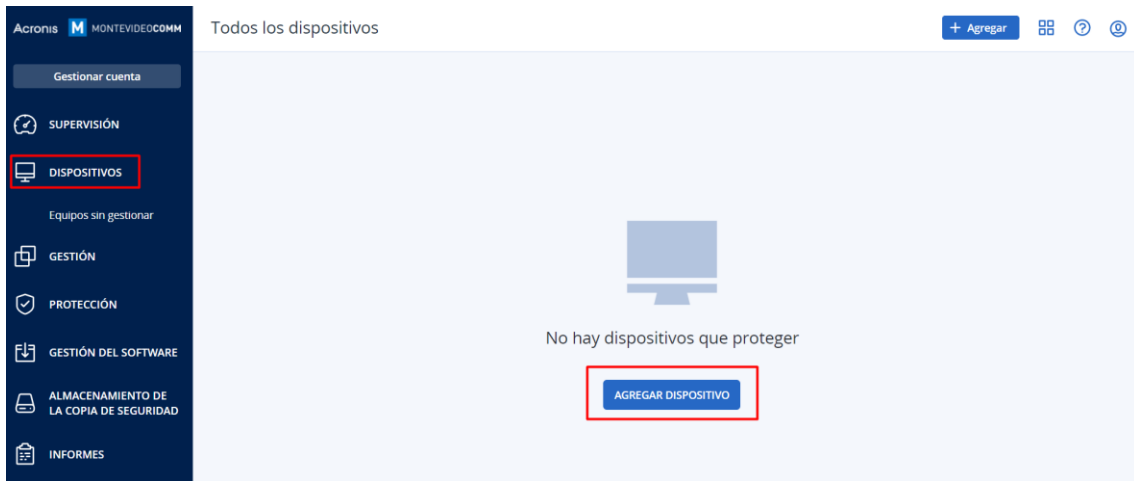 Acronis M MONTEVIDEOCOMM
Todos los dispositivos
+ Agregar
Gestionar cuenta
SUPERVISIÓN
DISPOSITIVOS
Equipos sin gestionar
GESTIÓN
PROTECCIÓN
GESTIÓN DEL SOFTWARE
ALMACENAMIENTO DE
LA COPIA DE SEGURIDAD
INFORMES
No hay dispositivos que proteger
AGREGAR DISPOSITIVO